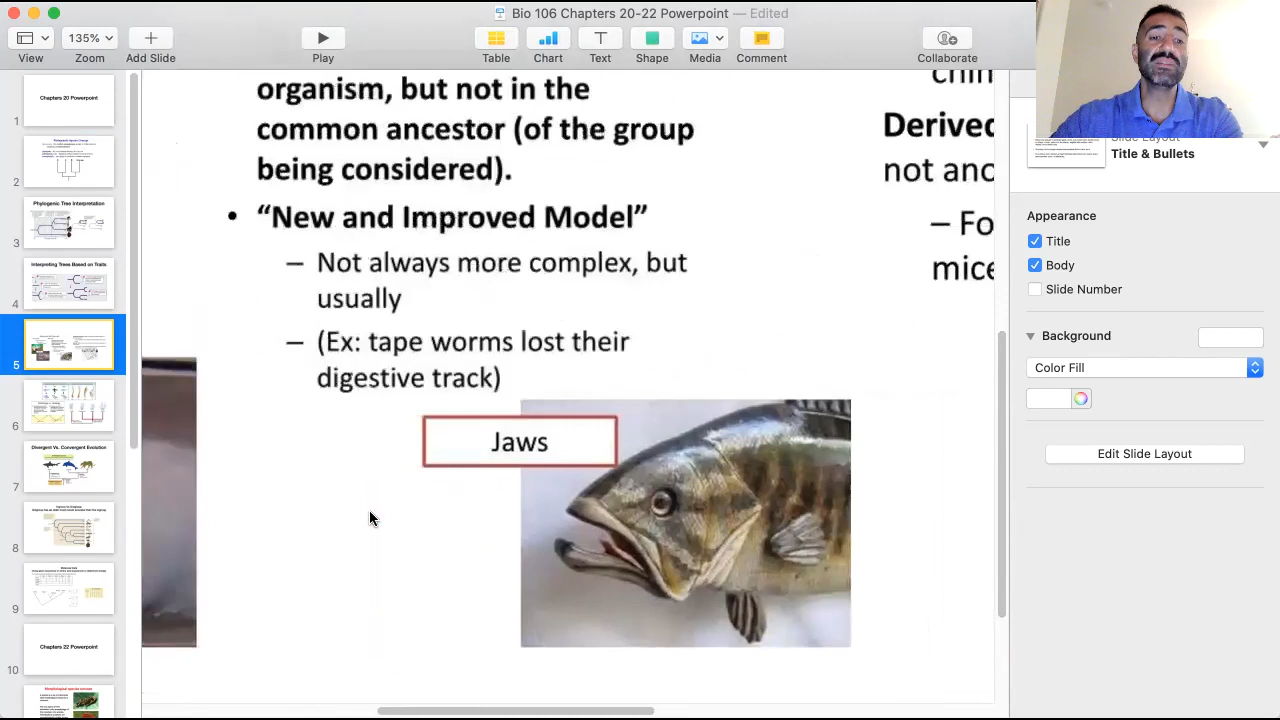 Bio 106 Chapters 20-22 Powerpoint — Edited
135%
View
Zoom
Add Slide
Play
Table
Chart
Text
Shape
Media
Comment
Collaborate
Chapters 20 Powerpoint
1
2
Phylogenic Tree Interpretation
3
Interpreting Trees Based on Traits
4
5
6
Divergent Vs. Convergent Evolution
7
8
9
Chapters 22 Powerpoint
10
organism, but not in the
common ancestor (of the group
being considered).
• “New and Improved Model”
– Not always more complex, but
usually
– (Ex: tape worms lost their
digestive track)
Jaws
Derived
not anc
– Fo
mice
Slide Layout
Title & Bullets
Appearance
Title
Body
Slide Number
Background
Color Fill
Edit Slide Layout